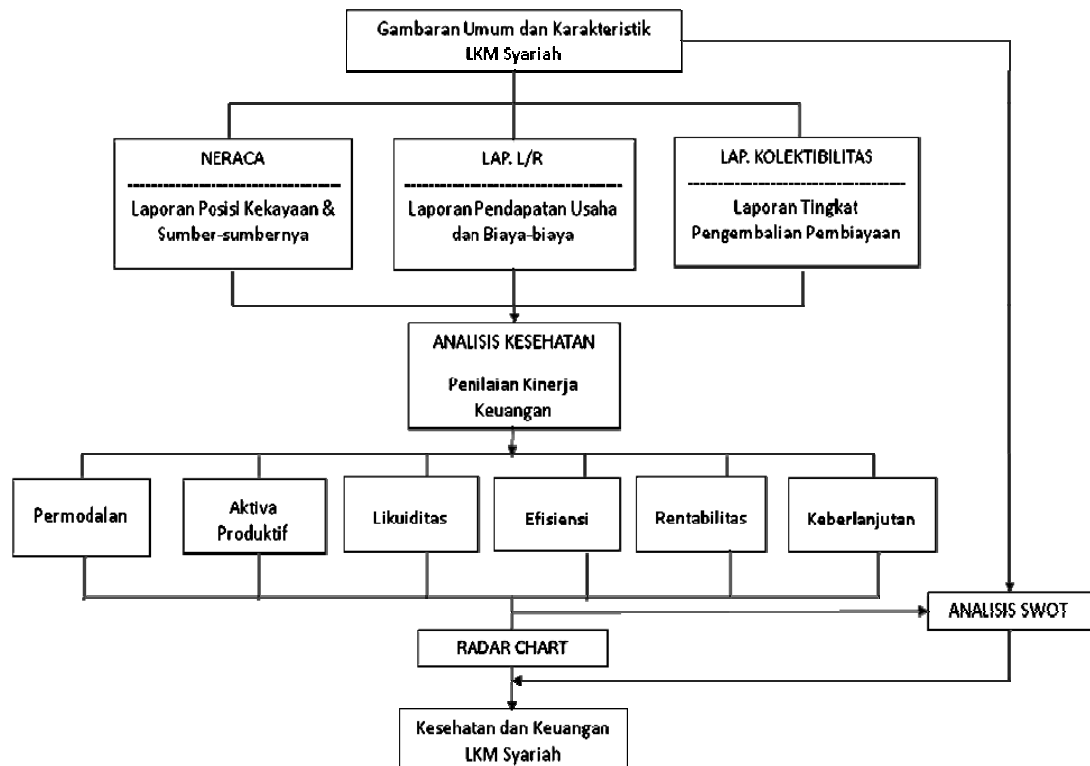 Gambaran Umum dan Karakteristik
LKM Syariah
NERACA
Laporan Posisi Kekayaan &
Sumber-sumbernya
LAP. L/R
Laporan Pendapatan Usaha
dan Biaya-biaya
LAP. KOLEKTIBILITAS
Laporan Tingkat
Pengembalian Pembiayaan
ANALISIS KESEHATAN
Penilaian Kinerja
Keuangan
Permodalan
Aktiva
Produktif
Likuiditas
Efisiensi
Rentabilitas
Keberlanjutan
ANALISIS SWOT
RADAR CHART
Kesehatan dan Keuangan
LKM Syariah